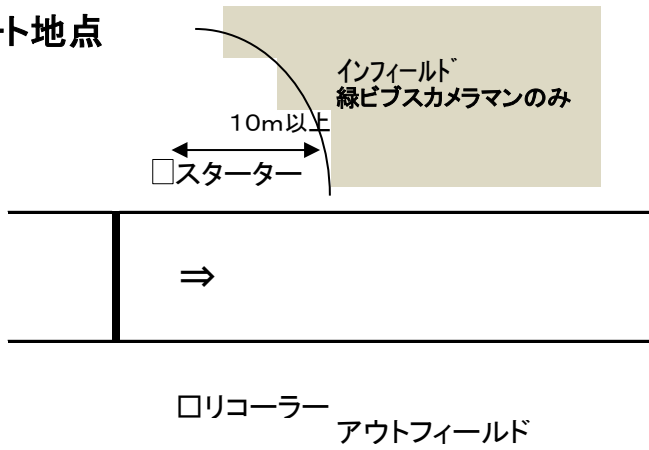 ート地点
インフィールド
緑ビブスカメラマンのみ
10m以上
□スターター
⇒
□リコーラー
アウトフィールド